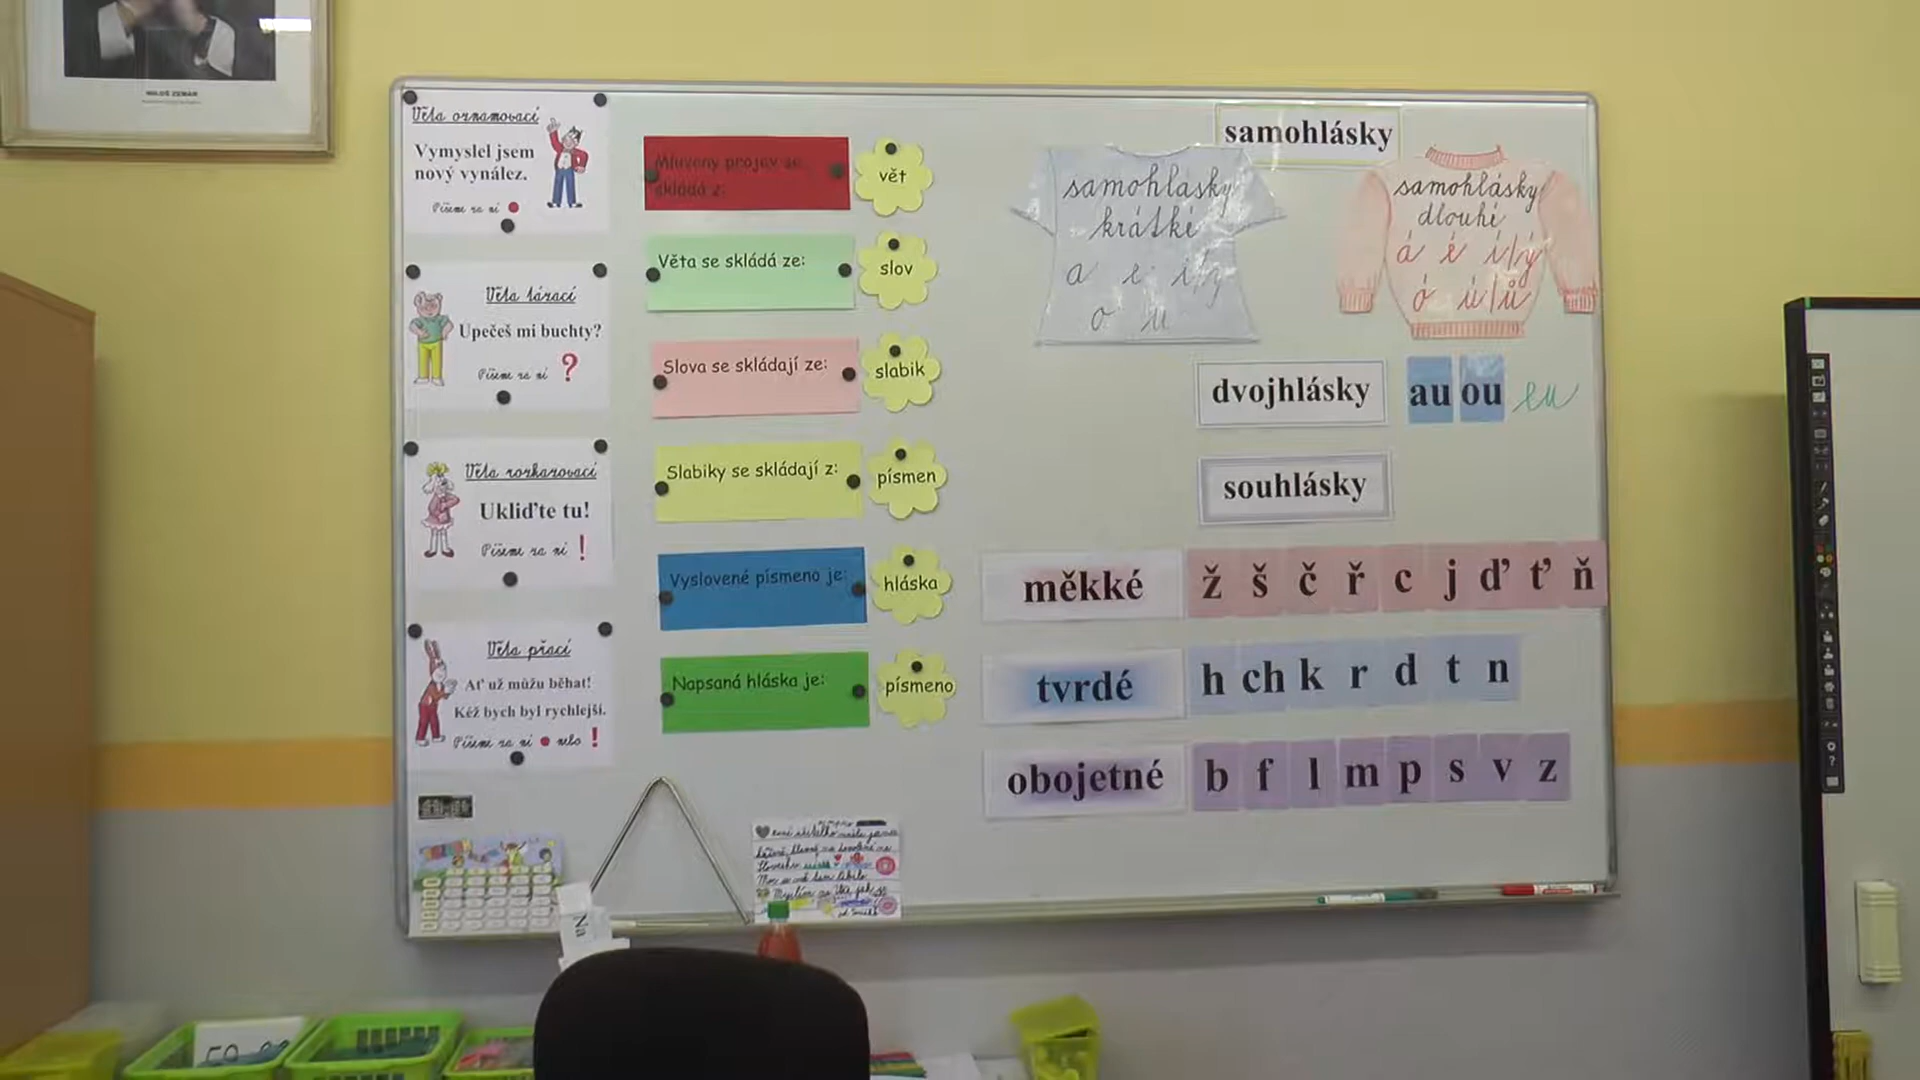 MILOŠ ZEMAN
Věta oznamovací
Vymyslel jsem
nový vynález.
Píšeme za ní
Věta tázací
Upečeš mi buchty?
Píšeme za ní ?
Věta rozkazovací
Ukliďte tu!
Píšeme za ní !
Věta přací
Ať už můžu běhat!
Kéž bych byl rychlejší.
Píšeme za ní nebo !
Mluvený projev se
skládá z:
vět
Věta se skládá ze:
slov
Slova se skládají ze:
slabik
Slabiky se skládají z:
písmen
Vyslovené písmeno je:
hláska
Napsaná hláska je:
písmeno
samohlásky
samohlásky
krátké
a e i/y
o u
samohlásky
dlouhé
á é í/ý
ó ú/ů
dvojhlásky au ou eu
souhlásky
měkké ž š č ř c j ď ť ň
tvrdé h ch k r d t n
obojetné b f l m p s v z
Na